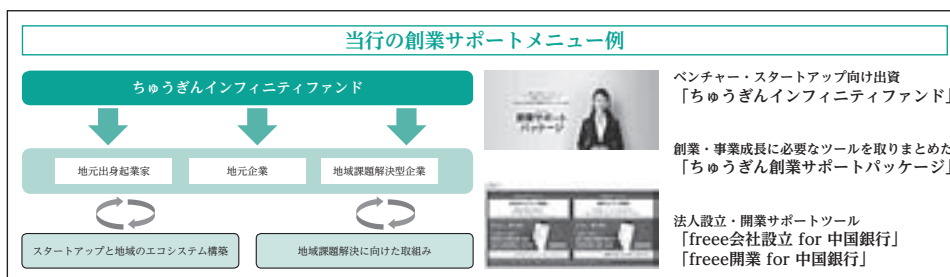 当行の創業サポートメニュー例
ちゅうぎんインフィニティファンド
地元出身起業家
地元企業
地域課題解決型企業
スタートアップと地域のエコシステム構築
地域課題解決に向けた取組み
創業サポート
パッケージ
ベンチャー・スタートアップ向け出資
「ちゅうぎんインフィニティファンド」
創業・事業成長に必要なツールを取りまとめた
「ちゅうぎん創業サポートパッケージ」
法人設立・開業サポートツール
「freee会社設立 for 中国銀行」
「freee開業 for 中国銀行」